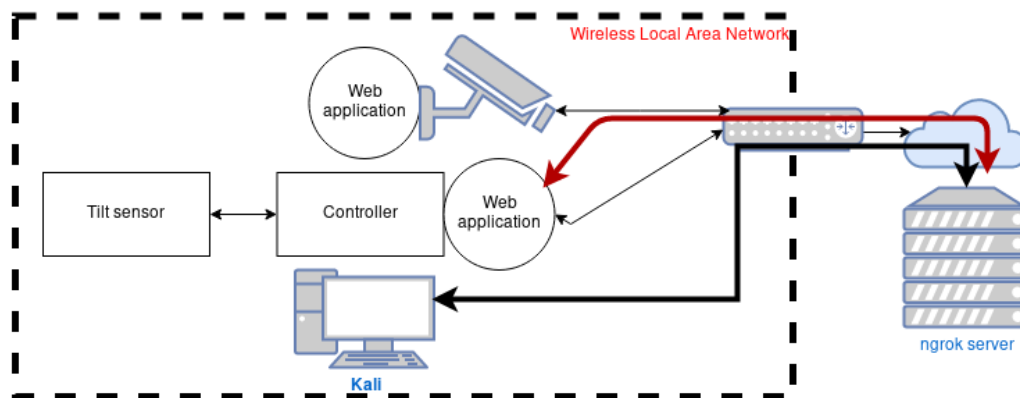 Wireless Local Area Network
Web
application
Tilt sensor
Controller
Web
application
Kali
ngrok server